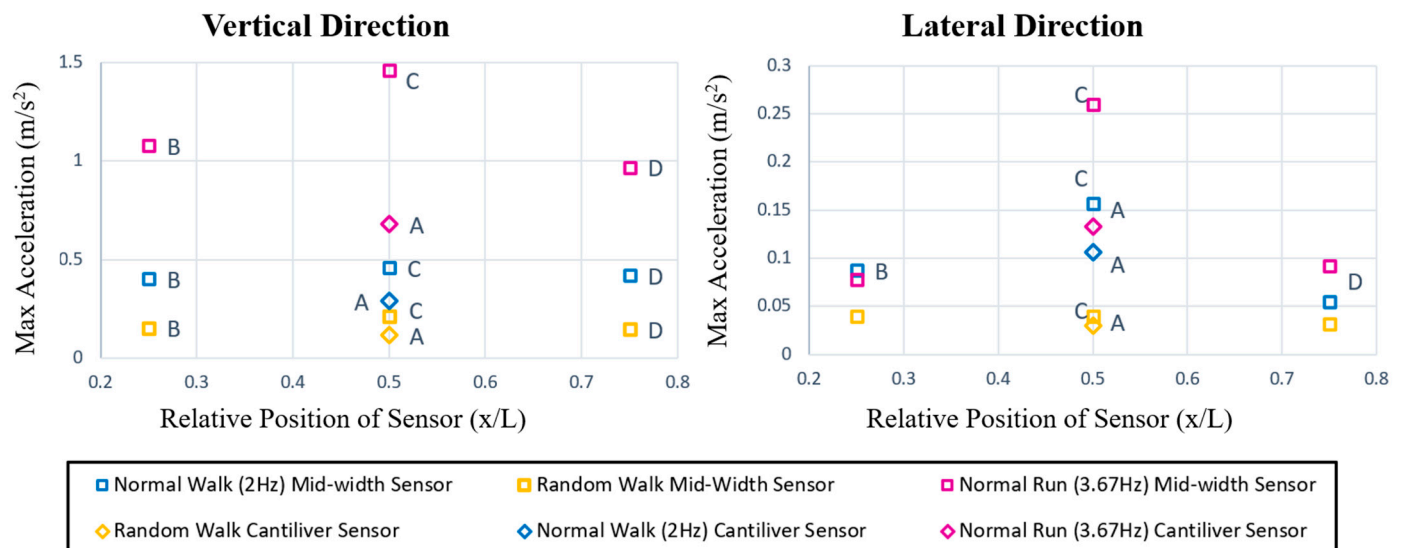 Vertical Direction
Max Acceleration (m/s²)
1.5
1
0.5
0
0.2 0.3 0.4 0.5 0.6 0.7 0.8
B
C
D
A
B
C
D
A
B
C
D
A
Relative Position of Sensor (x/L)
Lateral Direction
Max Acceleration (m/s²)
0.3
0.25
0.2
0.15
0.1
0.05
0
0.2 0.3 0.4 0.5 0.6 0.7 0.8
C
C
A
B
A
D
C
A
Relative Position of Sensor (x/L)
Normal Walk (2Hz) Mid-width Sensor
Random Walk Mid-Width Sensor
Normal Run (3.67Hz) Mid-width Sensor
Random Walk Cantiliver Sensor
Normal Walk (2Hz) Cantiliver Sensor
Normal Run (3.67Hz) Cantiliver Sensor